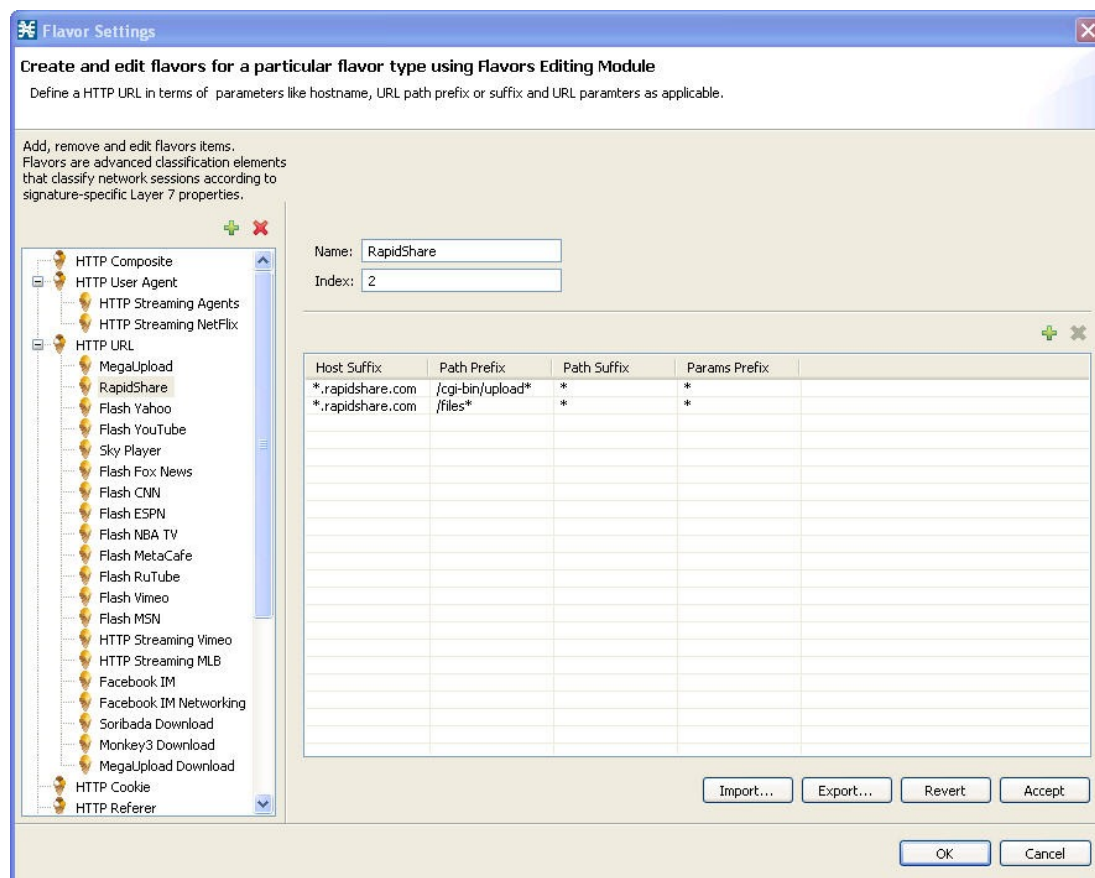 Flavor Settings
Create and edit flavors for a particular flavor type using Flavors Editing Module
Define a HTTP URL in terms of parameters like hostname, URL path prefix or suffix and URL paramters as applicable.
Add, remove and edit flavors items.
Flavors are advanced classification elements
that classify network sessions according to
signature-specific Layer 7 properties.
HTTP Composite
HTTP User Agent
HTTP Streaming Agents
HTTP Streaming NetFlix
HTTP URL
MegaUpload
RapidShare
Flash Yahoo
Flash YouTube
Sky Player
Flash Fox News
Flash CNN
Flash ESPN
Flash NBA TV
Flash MetaCafe
Flash RuTube
Flash Vimeo
Flash MSN
HTTP Streaming Vimeo
HTTP Streaming MLB
Facebook IM
Facebook IM Networking
Soribada Download
Monkey3 Download
MegaUpload Download
HTTP Cookie
HTTP Referer
Name: RapidShare
Index: 2
Host Suffix Path Prefix Path Suffix Params Prefix
*.rapidshare.com /cgi-bin/upload* * *
*.rapidshare.com /files* * *
Import... Export... Revert Accept
OK Cancel